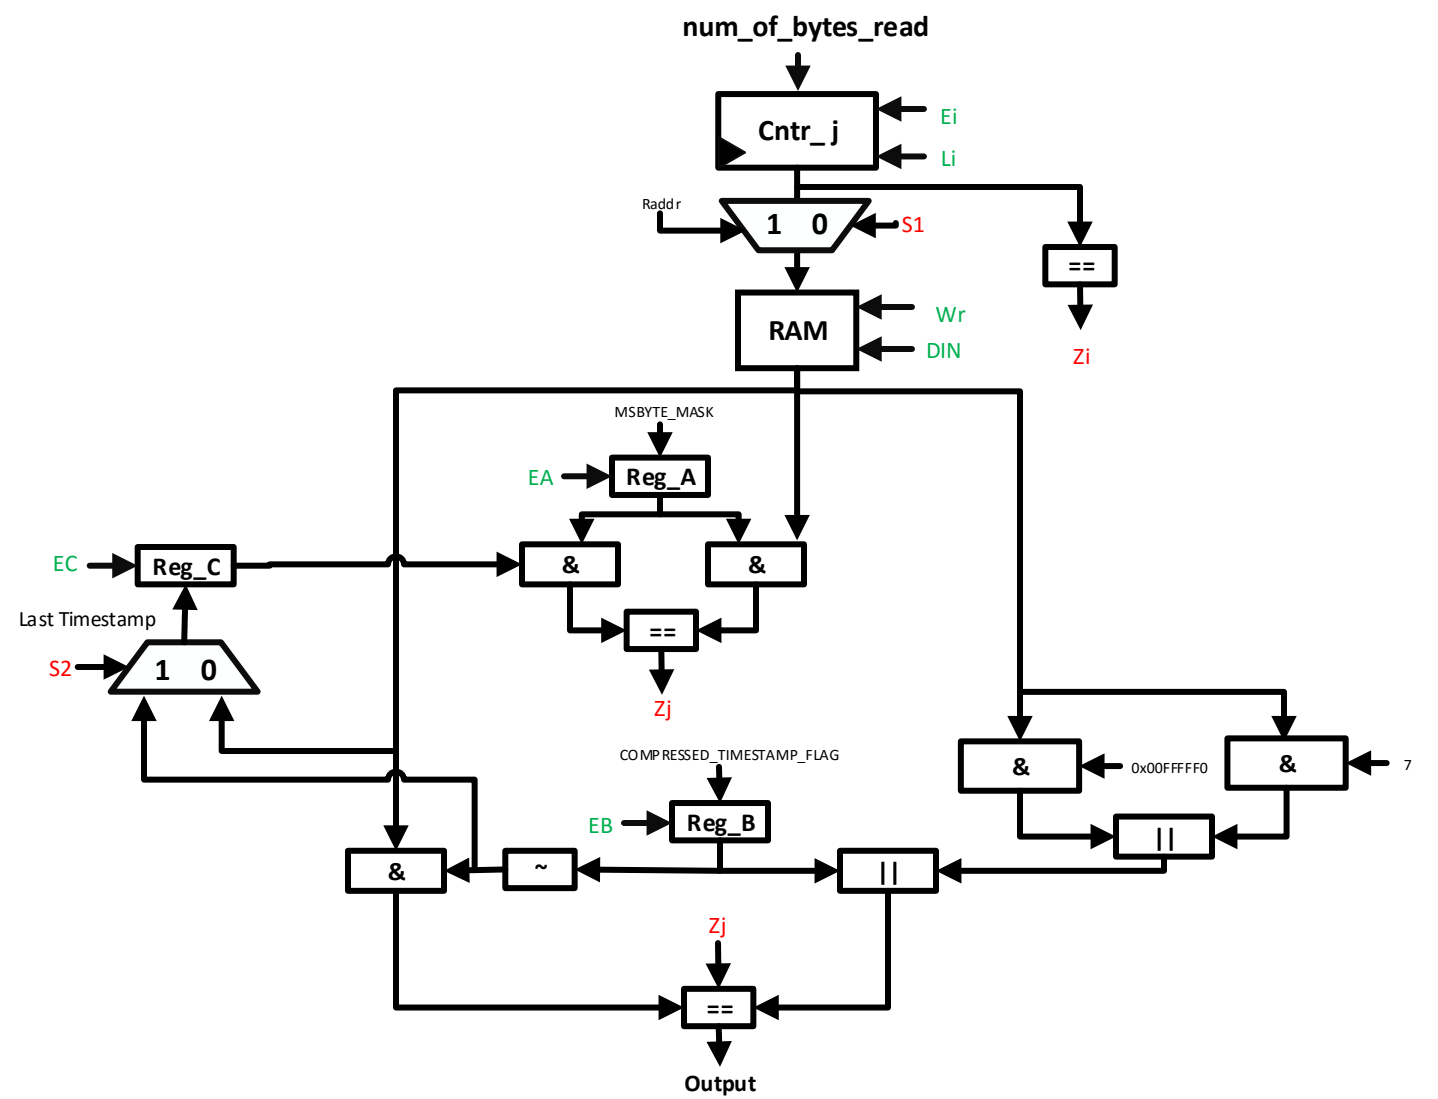 num_of_bytes_read
Cntr_ j
Ei
Li
Raddr
1 0
S1
==
RAM
Wr
DIN
Zi
MSBYTE_MASK
EA
Reg_A
EC
Reg_C
&
&
Last Timestamp
==
S2
1 0
Zj
COMPRESSED_TIMESTAMP_FLAG
&
0x00FFFFF0
&
7
EB
Reg_B
||
&
~
||
Zj
==
Output